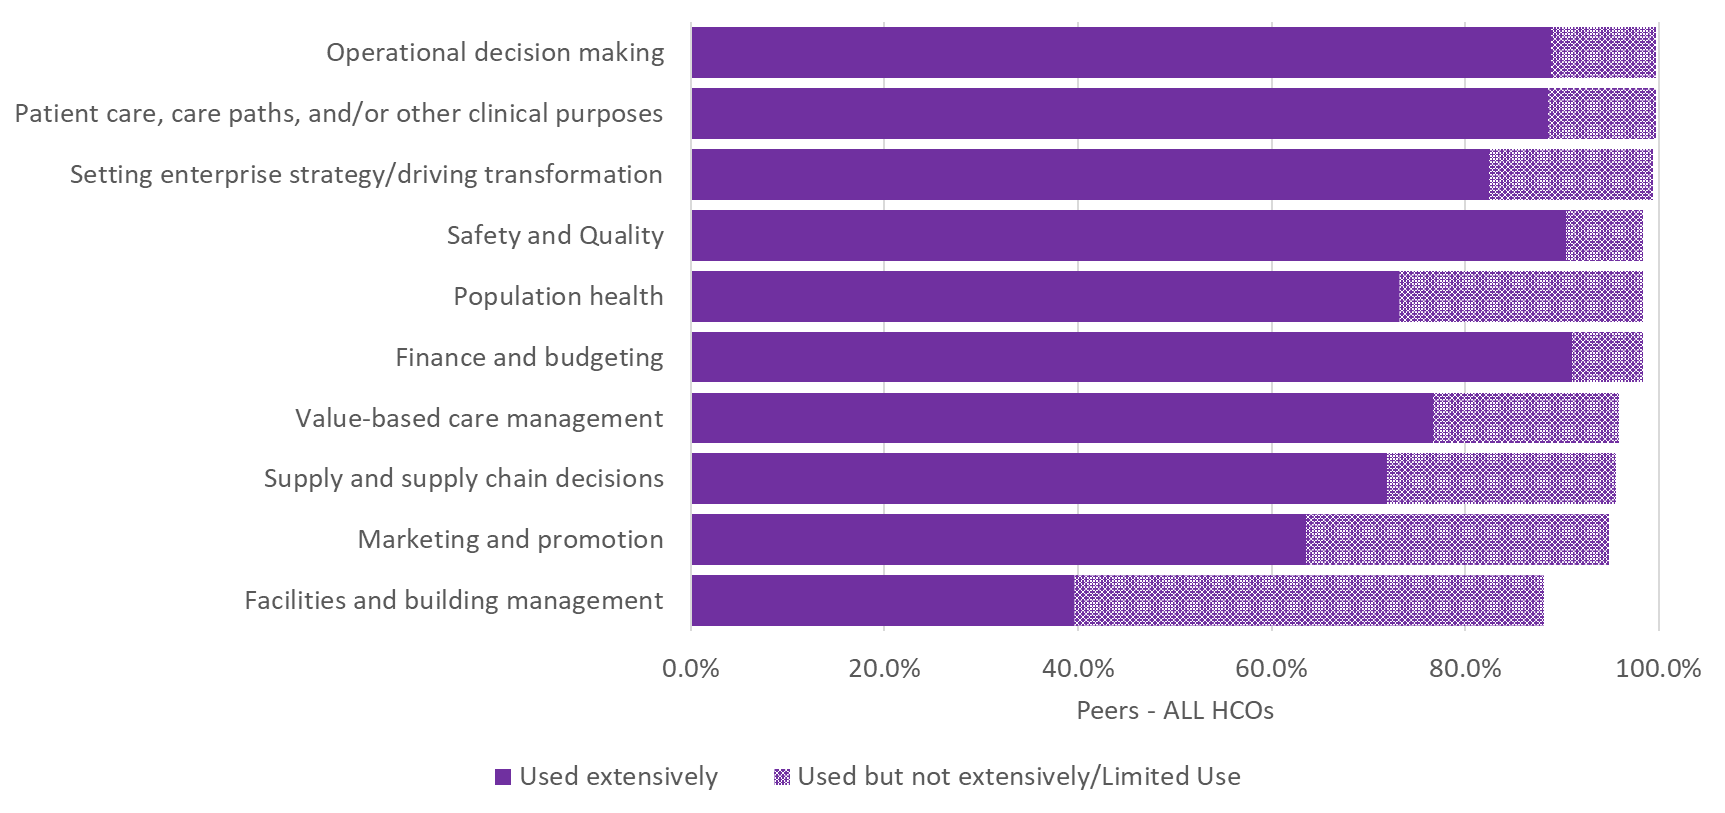 Operational decision making
Patient care, care paths, and/or other clinical purposes
Setting enterprise strategy/driving transformation
Safety and Quality
Population health
Finance and budgeting
Value-based care management
Supply and supply chain decisions
Marketing and promotion
Facilities and building management
0.0% 20.0% 40.0% 60.0% 80.0% 100.0%
Peers - ALL HCOs
Used extensively Used but not extensively/Limited Use